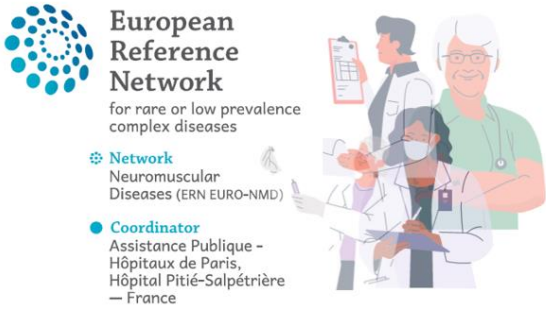 European
Reference
Network
for rare or low prevalence
complex diseases
Network
Neuromuscular
Diseases (ERN EURO-NMD)
Coordinator
Assistance Publique -
Hôpitaux de Paris,
Hôpital Pitié-Salpétrière
— France